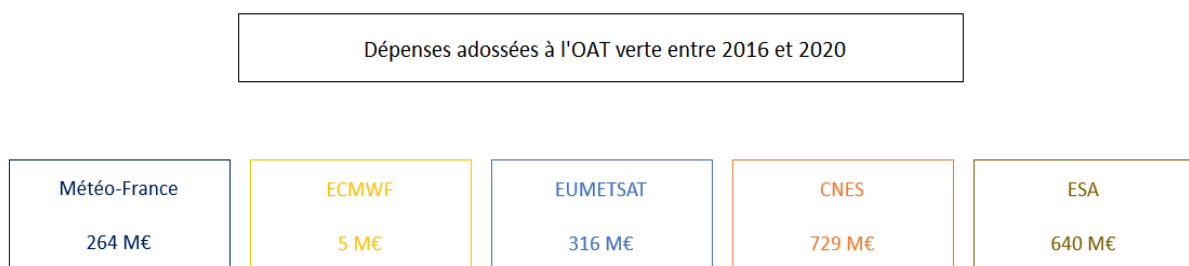 Dépenses adossées à l'OAT verte entre 2016 et 2020
Météo-France
264 M€
ECMWF
5 M€
EUMETSAT
316 M€
CNES
729 M€
ESA
640 M€